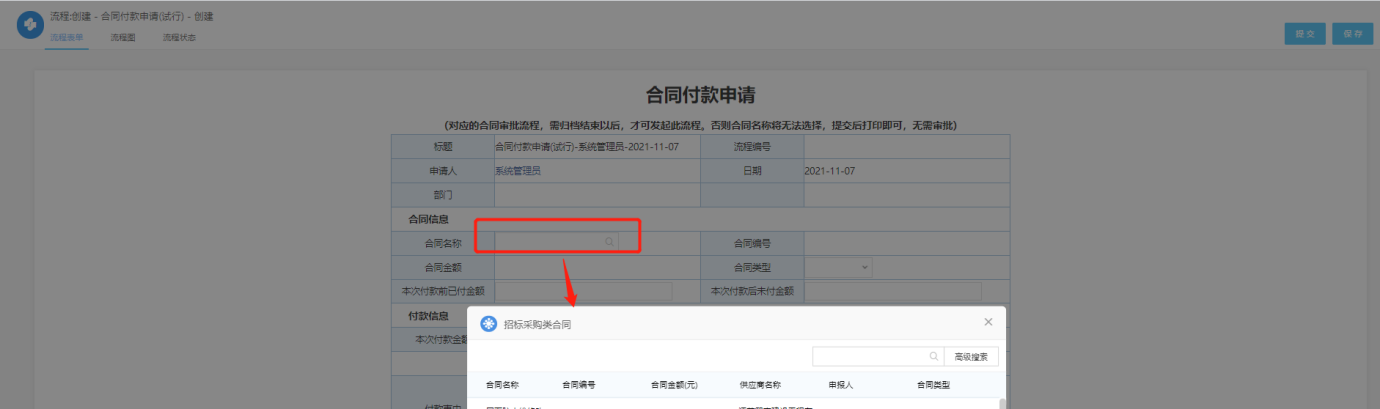 流程:创建 - 合同付款申请(试行) - 创建
流程表单 流程图 流程状态
提 交 保 存
合同付款申请
(对应的合同审批流程，需归档结束以后，才可发起此流程。否则合同名称将无法选择，提交后打印即可，无需审批)
标题 合同付款申请(试行)-系统管理员-2021-11-07 流程编号
申请人 系统管理员 日期 2021-11-07
部门
合同信息
合同名称 合同编号
合同金额 合同类型
本次付款前已付金额 本次付款后未付金额
付款信息
招标采购类合同
本次付款金额
高级搜索
合同名称 合同编号 合同金额(元) 供应商名称 申报人 合同类型